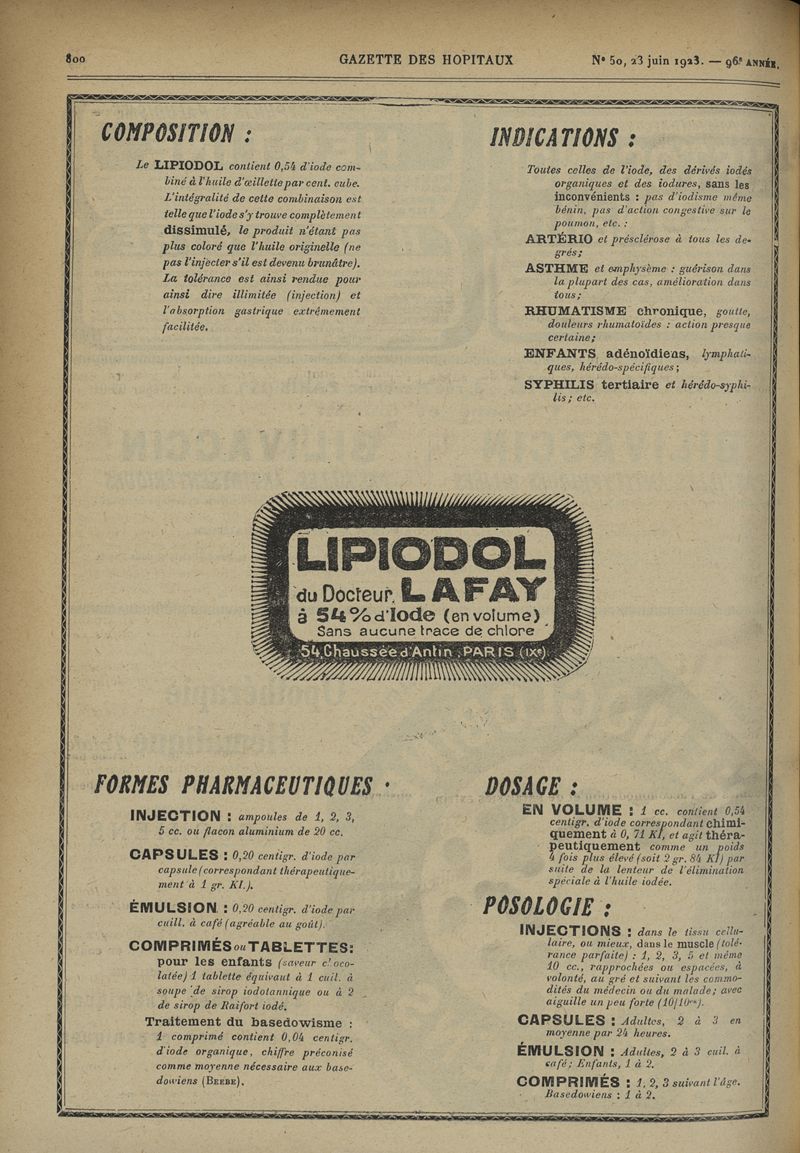 800
GAZETTE DES HOPITAUX
N° 50, 23 juin 1923. — 96.e ANNÉE.
COMPOSITION :
Le LIPIODOL contient 0,54 d'iode com-
biné à l'huile d'œillette par cent. cube.
L'intégralité de cette combinaison est
telle que l'iode s'y trouve complètement
dissimulé, le produit n'étant pas
plus coloré que l'huile originelle (ne
pas l'injecter s'il est devenu brunâtre).
La tolérance est ainsi rendue pour
ainsi dire illimitée (injection) et
l'absorption gastrique extrêmement
facilitée.
INDICATIONS :
Toutes celles de l'iode, des dérivés iodés
organiques et des iodures, sans les
inconvénients : pas d'iodisme même
bénin, pas d'action congestive sur le
poumon, etc. :
ARTÉRIO et présclérose à tous les de-
grés;
ASTHME et emphysème : guérison dans
la plupart des cas, amélioration dans
tous;
RHUMATISME chronique, goutte,
douleurs rhumatoïdes : action presque
certaine;
ENFANTS adénoïdiens, lymphati-
ques, hérédo-spécifiques;
SYPHILIS tertiaire et hérédo-syphi-
lis; etc.
LIPIODOL
du Docteur. LAFAY
à 54% d'Iode (en volume)
Sans aucune trace de chlore
54, Chaussée d'Antin, PARIS (IXe)
FORMES PHARMACEUTIQUES :
INJECTION : ampoules de 1, 2, 3,
5 cc. ou flacon aluminium de 20 cc.
CAPSULES : 0,20 centigr. d'iode par
capsule (correspondant thérapeutique-
ment à 1 gr. KI.).
ÉMULSION. : 0,20 centigr. d'iode par
cuill. à café (agréable au goût).
COMPRIMÉS ou TABLETTES:
pour les enfants (saveur choco-
latée) 1 tablette équivaut à 1 cuil. à
soupe de sirop iodotannique ou à 2
de sirop de Raifort iodé.
Traitement du basedowisme :
1 comprimé contient 0,04 centigr.
d'iode organique, chiffre préconisé
comme moyenne nécessaire aux base-
dowiens (BEEBE).
DOSAGE :
EN VOLUME : 1 cc. contient 0,54
centigr. d'iode correspondant chimi-
quement à 0, 71 KI, et agit théra-
peutiquement comme un poids
4 fois plus élevé (soit 2 gr. 84 KI) par
suite de la lenteur de l'élimination
spéciale à l'huile iodée.
POSOLOGIE :
INJECTIONS : dans le tissu cellu-
laire, ou mieux, dans le muscle (tolé-
rance parfaite) : 1, 2, 3, 5 et même
10 cc., rapprochées ou espacées, à
volonté, au gré et suivant les commo-
dités du médecin ou du malade; avec
aiguille un peu forte (10/10es).
CAPSULES : Adultes, 2 à 3 en
moyenne par 24 heures.
ÉMULSION : Adultes, 2 à 3 cuil. à
café; Enfants, 1 à 2.
COMPRIMÉS : 1, 2, 3 suivant l'âge.
Basedowiens : 1 à 2.